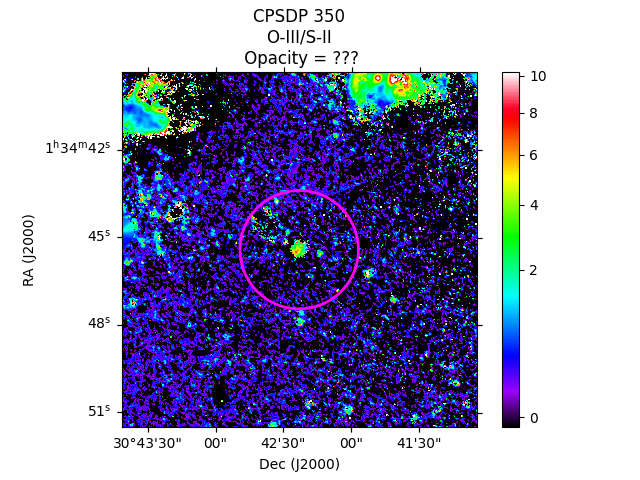 CPSDP 350
O-III/S-II
Opacity = ???
1ʰ34ᵐ42ˢ
45ˢ
48ˢ
51ˢ
RA (J2000)
30°43'30"
00"
42'30"
00"
41'30"
Dec (J2000)
10
8
6
4
2
0